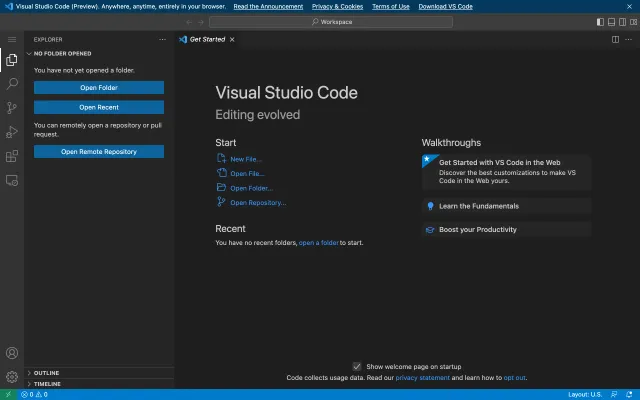 Visual Studio Code (Preview). Anywhere, anytime, entirely in your browser. Read the Announcement Privacy & Cookies Terms of Use Download VS Code
Workspace
EXPLORER
Get Started
NO FOLDER OPENED
You have not yet opened a folder.
Open Folder
Open Recent
You can remotely open a repository or pull
request.
Open Remote Repository
Visual Studio Code
Editing evolved
Start
New File...
Open File...
Open Folder...
Open Repository...
Recent
You have no recent folders, open a folder to start.
Walkthroughs
Get Started with VS Code in the Web
Discover the best customizations to make VS
Code in the Web yours.
Learn the Fundamentals
Boost your Productivity
Show welcome page on startup
Code collects usage data. Read our privacy statement and learn how to opt out.
OUTLINE
TIMELINE
0 0
Layout: U.S.